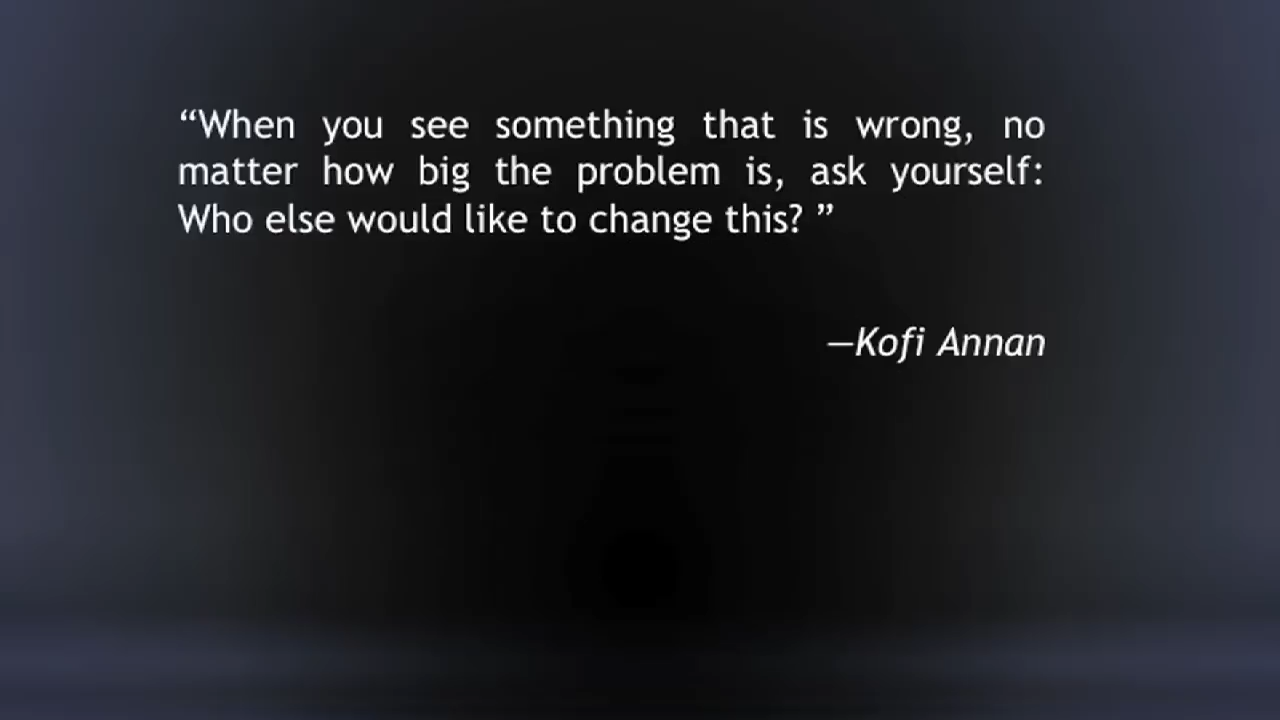 “When you see something that is wrong, no
matter how big the problem is, ask yourself:
Who else would like to change this? ”
—Kofi Annan